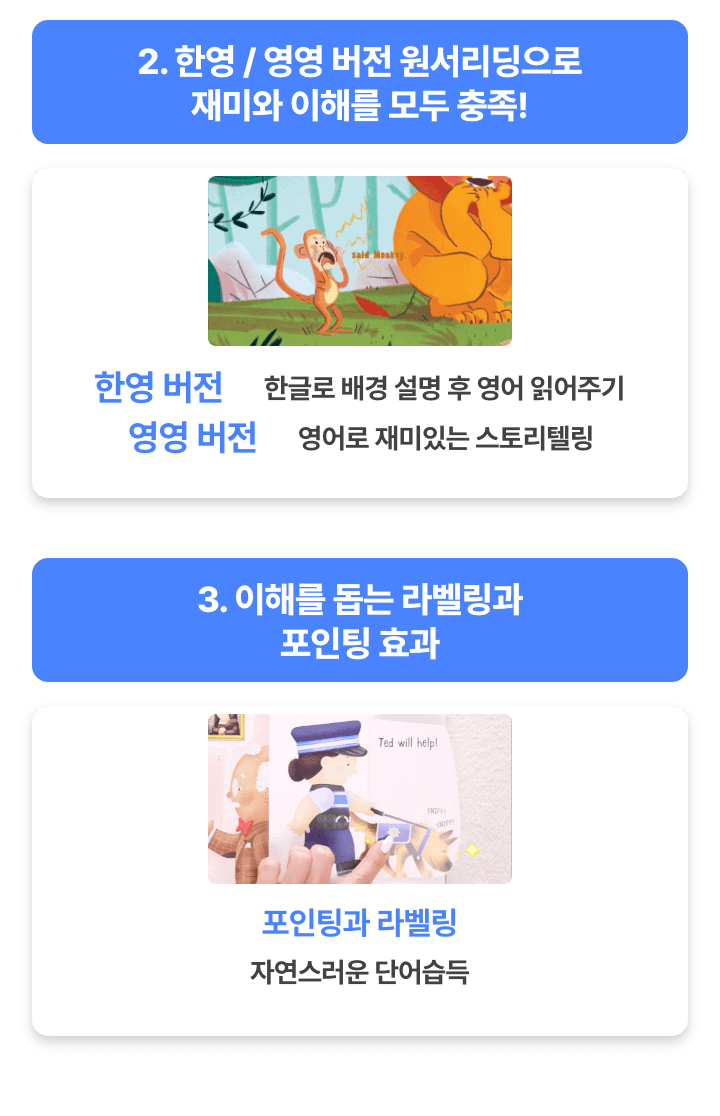 2. 한영 / 영영 버전 원서리딩으로
재미와 이해를 모두 충족!
said Monkey.
한영 버전 한글로 배경 설명 후 영어 읽어주기
영영 버전 영어로 재미있는 스토리텔링
3. 이해를 돕는 라벨링과
포인팅 효과
Ted will help!
SNIFF!
SNIFF!
포인팅과 라벨링
자연스러운 단어습득